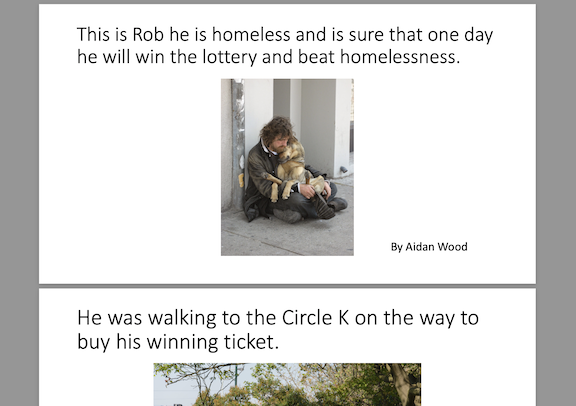 This is Rob he is homeless and is sure that one day
he will win the lottery and beat homelessness.
By Aidan Wood
He was walking to the Circle K on the way to
buy his winning ticket.